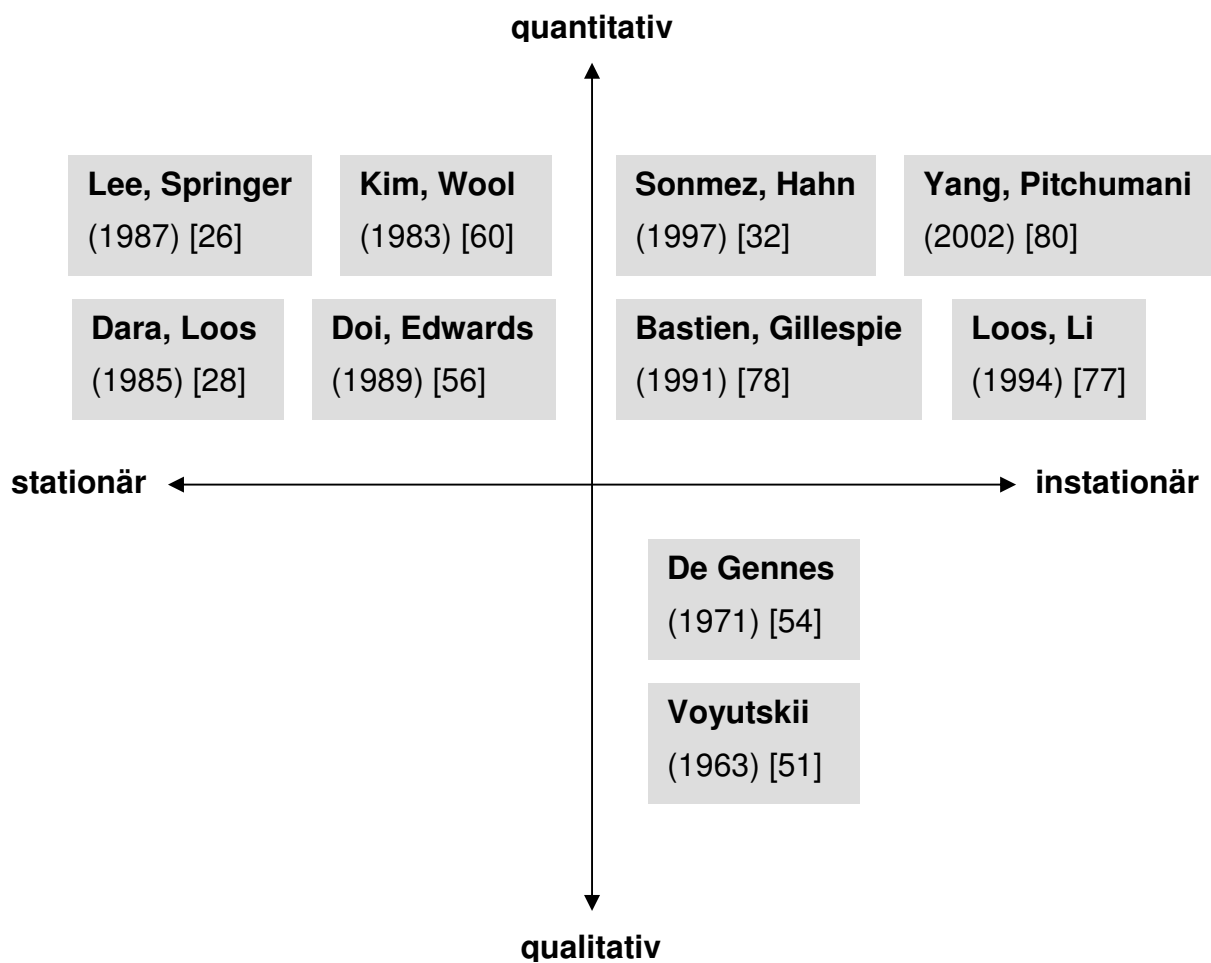 quantitativ
Lee, Springer
(1987) [26]
Kim, Wool
(1983) [60]
Sonmez, Hahn
(1997) [32]
Yang, Pitchumani
(2002) [80]
Dara, Loos
(1985) [28]
Doi, Edwards
(1989) [56]
Bastien, Gillespie
(1991) [78]
Loos, Li
(1994) [77]
stationär
instationär
De Gennes
(1971) [54]
Voyutskii
(1963) [51]
qualitativ